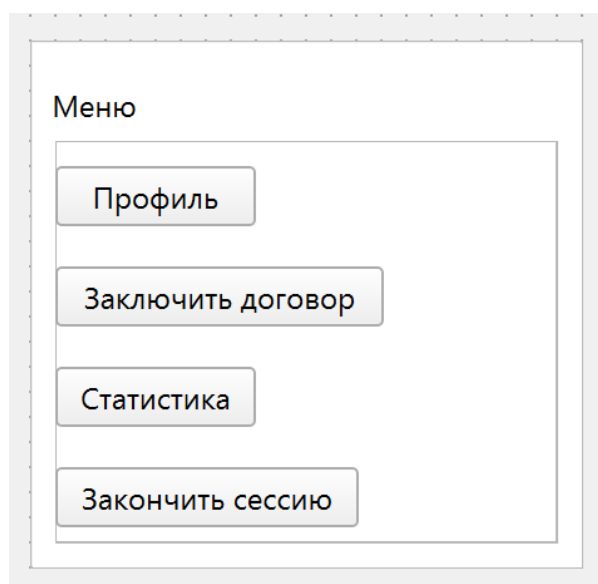 Меню
Профиль
Заключить договор
Статистика
Закончить сессию